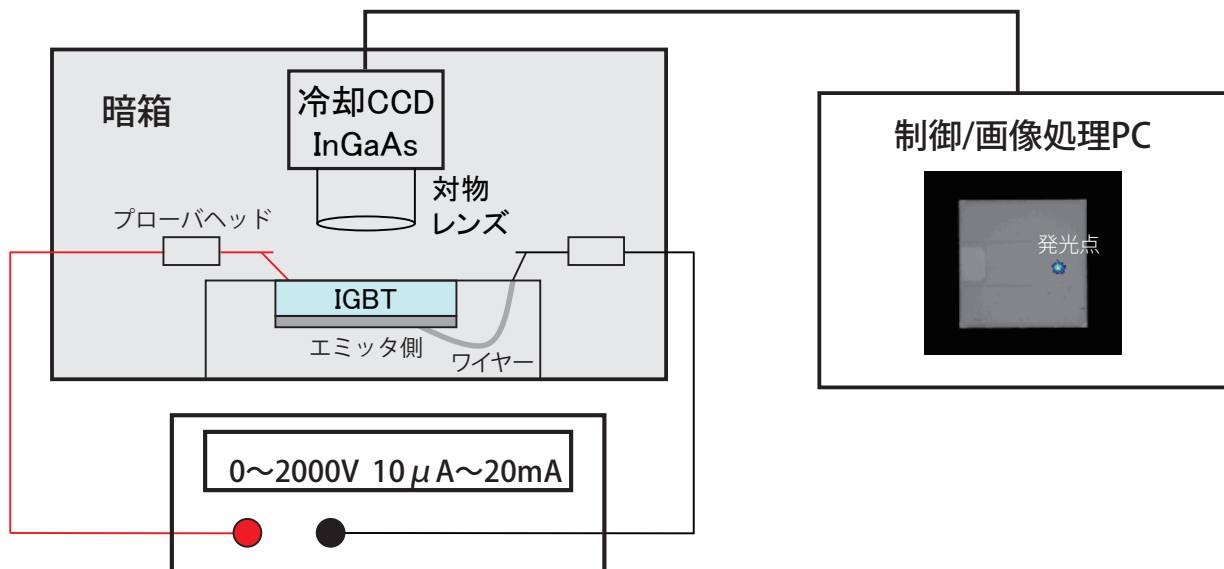 暗箱
冷却CCD
InGaAs
対物
レンズ
プローバヘッド
IGBT
エミッタ側
ワイヤー
制御/画像処理PC
発光点
0～2000V 10μA～20mA